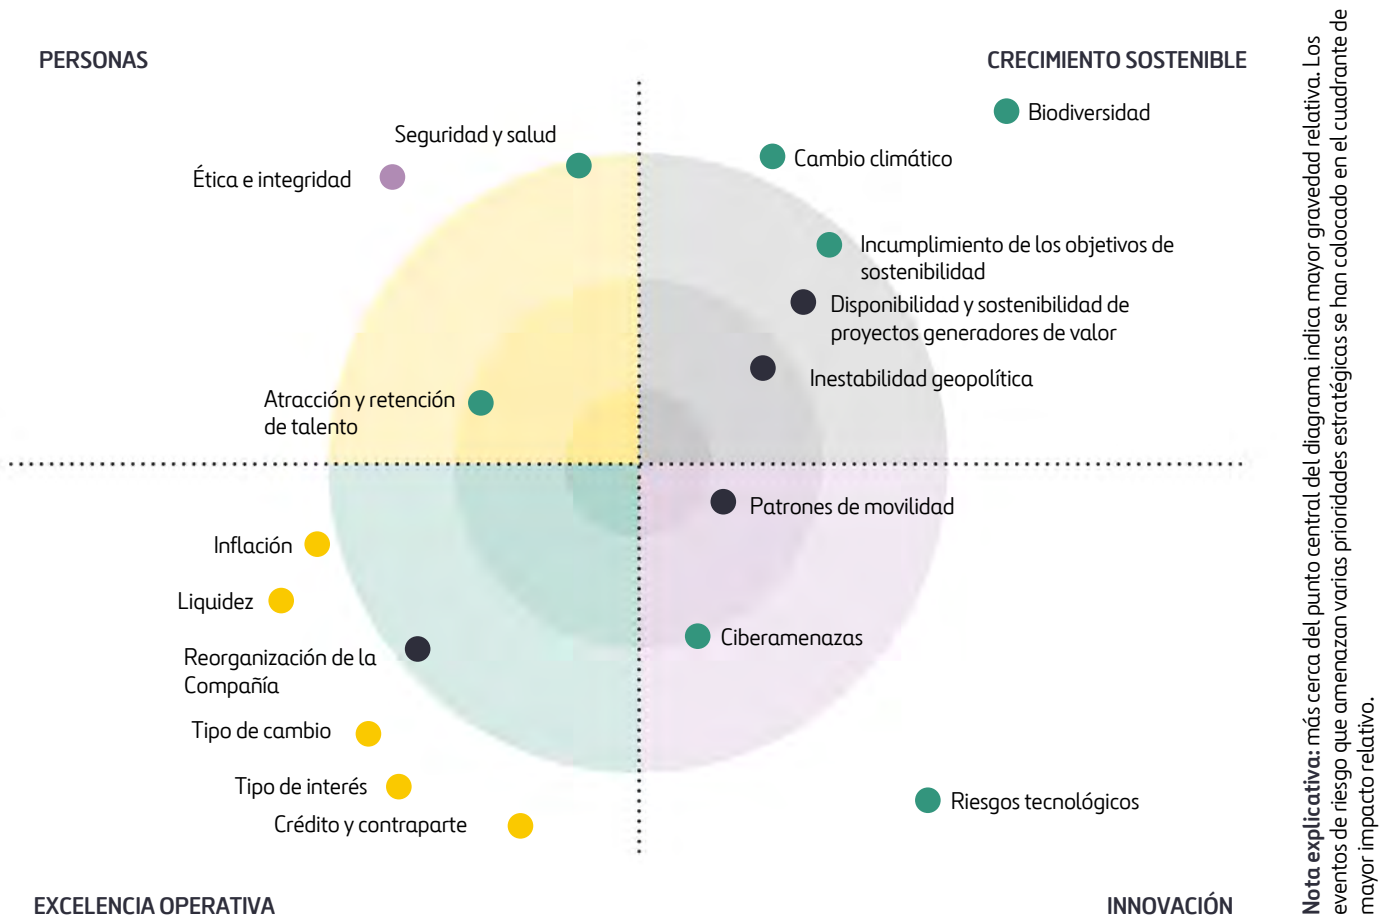 PERSONAS
CRECIMIENTO SOSTENIBLE
Biodiversidad
Seguridad y salud
Cambio climático
Ética e integridad
Incumplimiento de los objetivos de
sostenibilidad
Disponibilidad y sostenibilidad de
proyectos generadores de valor
Inestabilidad geopolítica
Atracción y retención
de talento
Patrones de movilidad
Inflación
Liquidez
Ciberamenazas
Reorganización de la
Compañía
Tipo de cambio
Tipo de interés
Riesgos tecnológicos
Crédito y contraparte
EXCELENCIA OPERATIVA
INNOVACIÓN
Nota explicativa: más cerca del punto central del diagrama indica mayor gravedad relativa. Los
eventos de riesgo que amenazan varias prioridades estratégicas se han colocado en el cuadrante de
mayor impacto relativo.